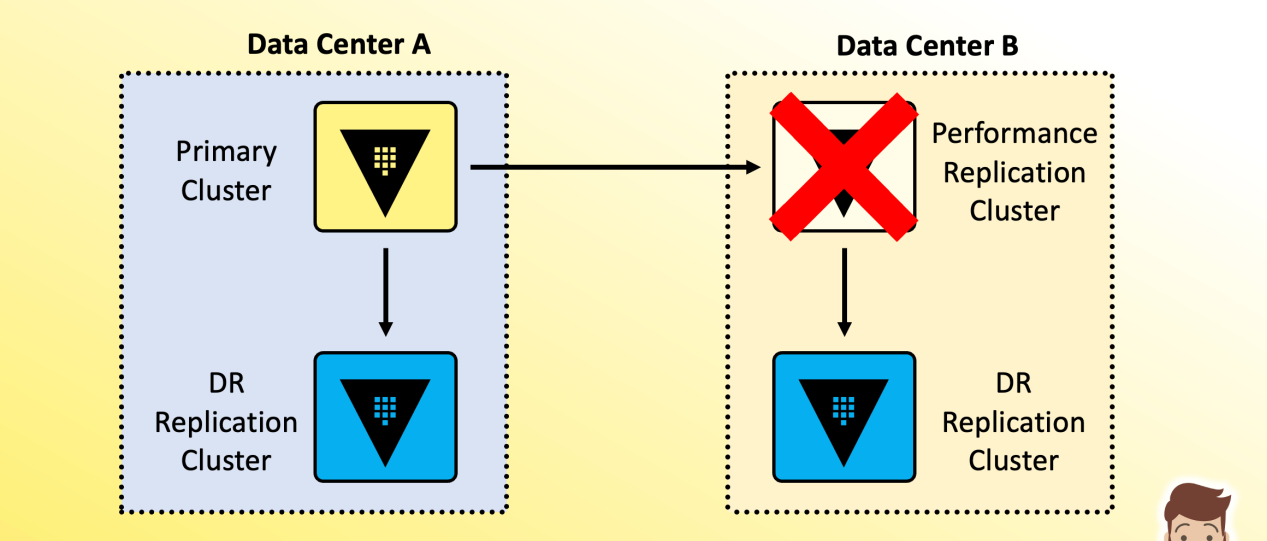 Data Center A
Primary
Cluster
DR
Replication
Cluster
Data Center B
Performance
Replication
Cluster
DR
Replication
Cluster